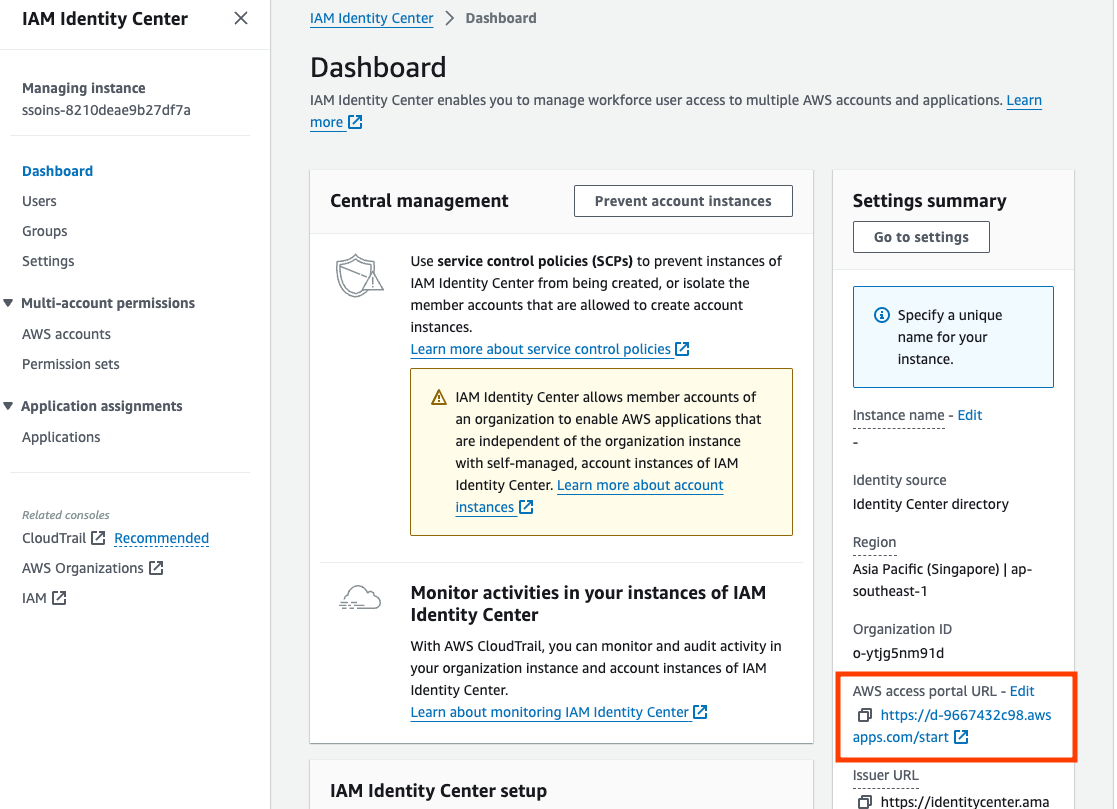 IAM Identity Center
Managing instance
ssoins-8210deae9b27df7a
Dashboard
Users
Groups
Settings
Multi-account permissions
AWS accounts
Permission sets
Application assignments
Applications
Related consoles
CloudTrail Recommended
AWS Organizations
IAM
IAM Identity Center > Dashboard
Dashboard
IAM Identity Center enables you to manage workforce user access to multiple AWS accounts and applications. Learn
more
Central management
Prevent account instances
Use service control policies (SCPs) to prevent instances of
IAM Identity Center from being created, or isolate the
member accounts that are allowed to create account
instances.
Learn more about service control policies
IAM Identity Center allows member accounts of
an organization to enable AWS applications that
are independent of the organization instance
with self-managed, account instances of IAM
Identity Center. Learn more about account
instances
Monitor activities in your instances of IAM
Identity Center
With AWS CloudTrail, you can monitor and audit activity in
your organization instance and account instances of IAM
Identity Center.
Learn about monitoring IAM Identity Center
IAM Identity Center setup
Settings summary
Go to settings
Specify a unique
name for your
instance.
Instance name - Edit
-
Identity source
Identity Center directory
Region
Asia Pacific (Singapore) | ap-
southeast-1
Organization ID
o-ytjg5nm91d
AWS access portal URL - Edit
https://d-9667432c98.aws
apps.com/start
Issuer URL
https://identitycenter.ama